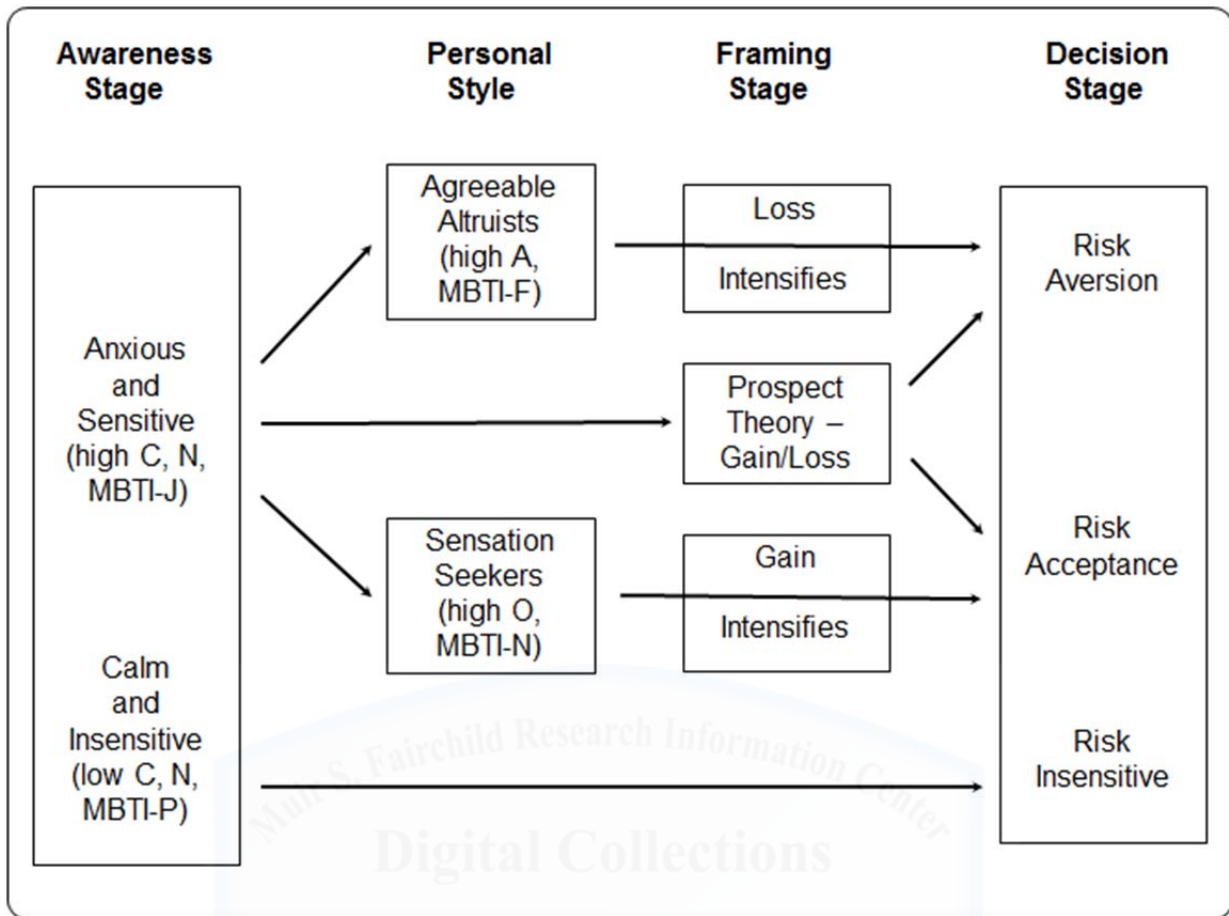 Awareness
Stage
Personal
Style
Framing
Stage
Decision
Stage
Anxious
and
Sensitive
(high C, N,
MBTI-J)
Calm
and
Insensitive
(low C, N,
MBTI-P)
Agreeable
Altruists
(high A,
MBTI-F)
Sensation
Seekers
(high O,
MBTI-N)
Loss
Intensifies
Prospect
Theory –
Gain/Loss
Gain
Intensifies
Risk
Aversion
Risk
Acceptance
Risk
Insensitive
Muir S. Fairchild Research Information Center
Digital Collections